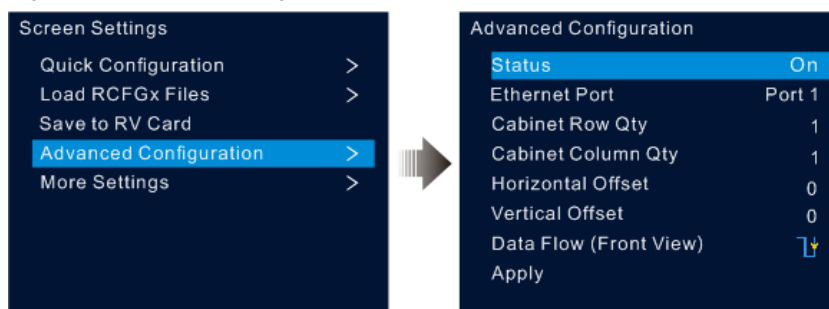 Screen Settings
Quick Configuration >
Load RCFGx Files >
Save to RV Card
Advanced Configuration >
More Settings >
Advanced Configuration
Status On
Ethernet Port Port 1
Cabinet Row Qty 1
Cabinet Column Qty 1
Horizontal Offset 0
Vertical Offset 0
Data Flow (Front View)
Apply